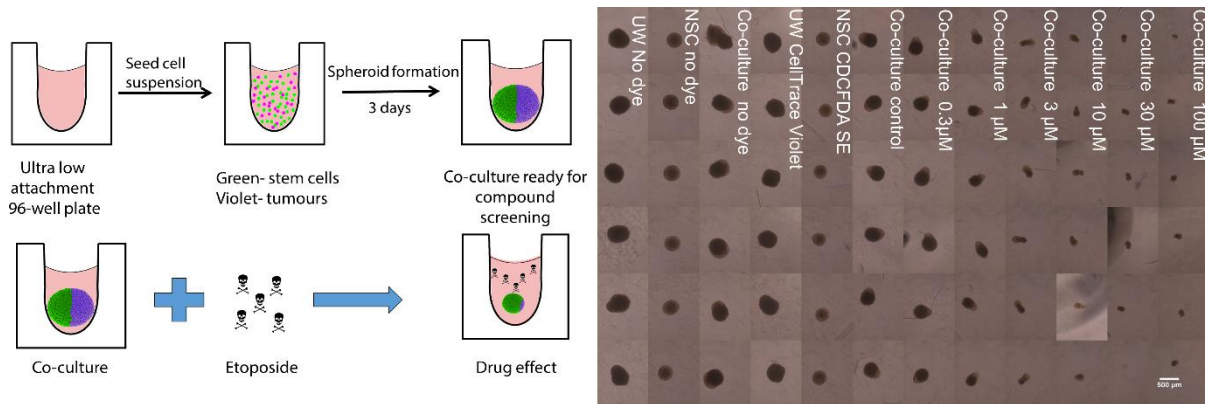 Seed cell
suspension
Spheroid formation
3 days
Ultra low
attachment
96-well plate
Green- stem cells
Violet- tumours
Co-culture ready for
compound
screening
Co-culture
Etoposide
Drug effect
UW No dye
NSC no dye
Co-culture no dye
UW CellTrace Violet
NSC CDCFDA SE
Co-culture control
Co-culture 0.3μM
Co-culture 1 μM
Co-culture 3 μM
Co-culture 10 μM
Co-culture 30 μM
Co-culture 100 μM
500 μm